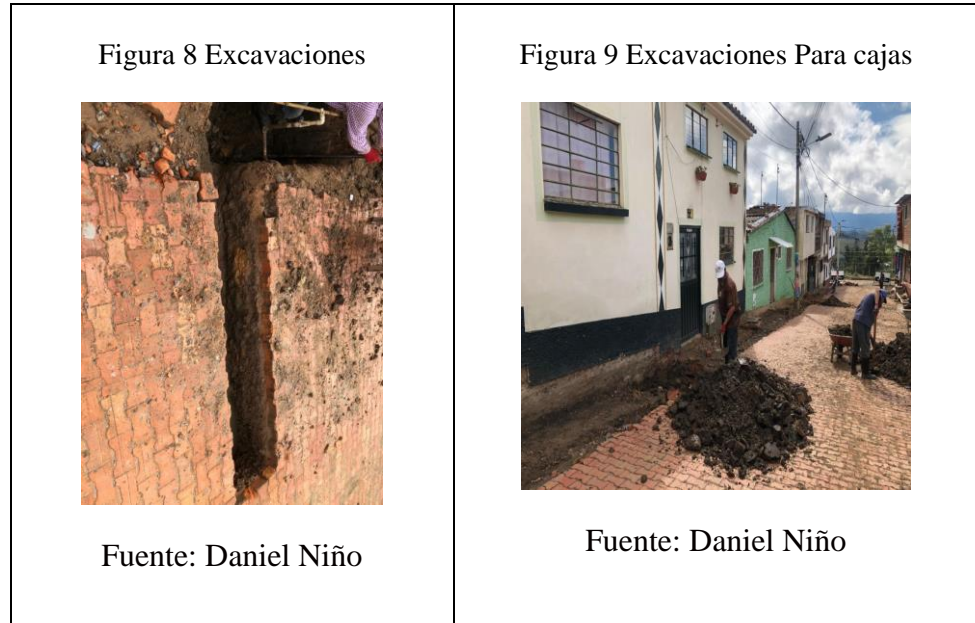 Figura 8 Excavaciones
Fuente: Daniel Niño
Figura 9 Excavaciones Para cajas
Fuente: Daniel Niño